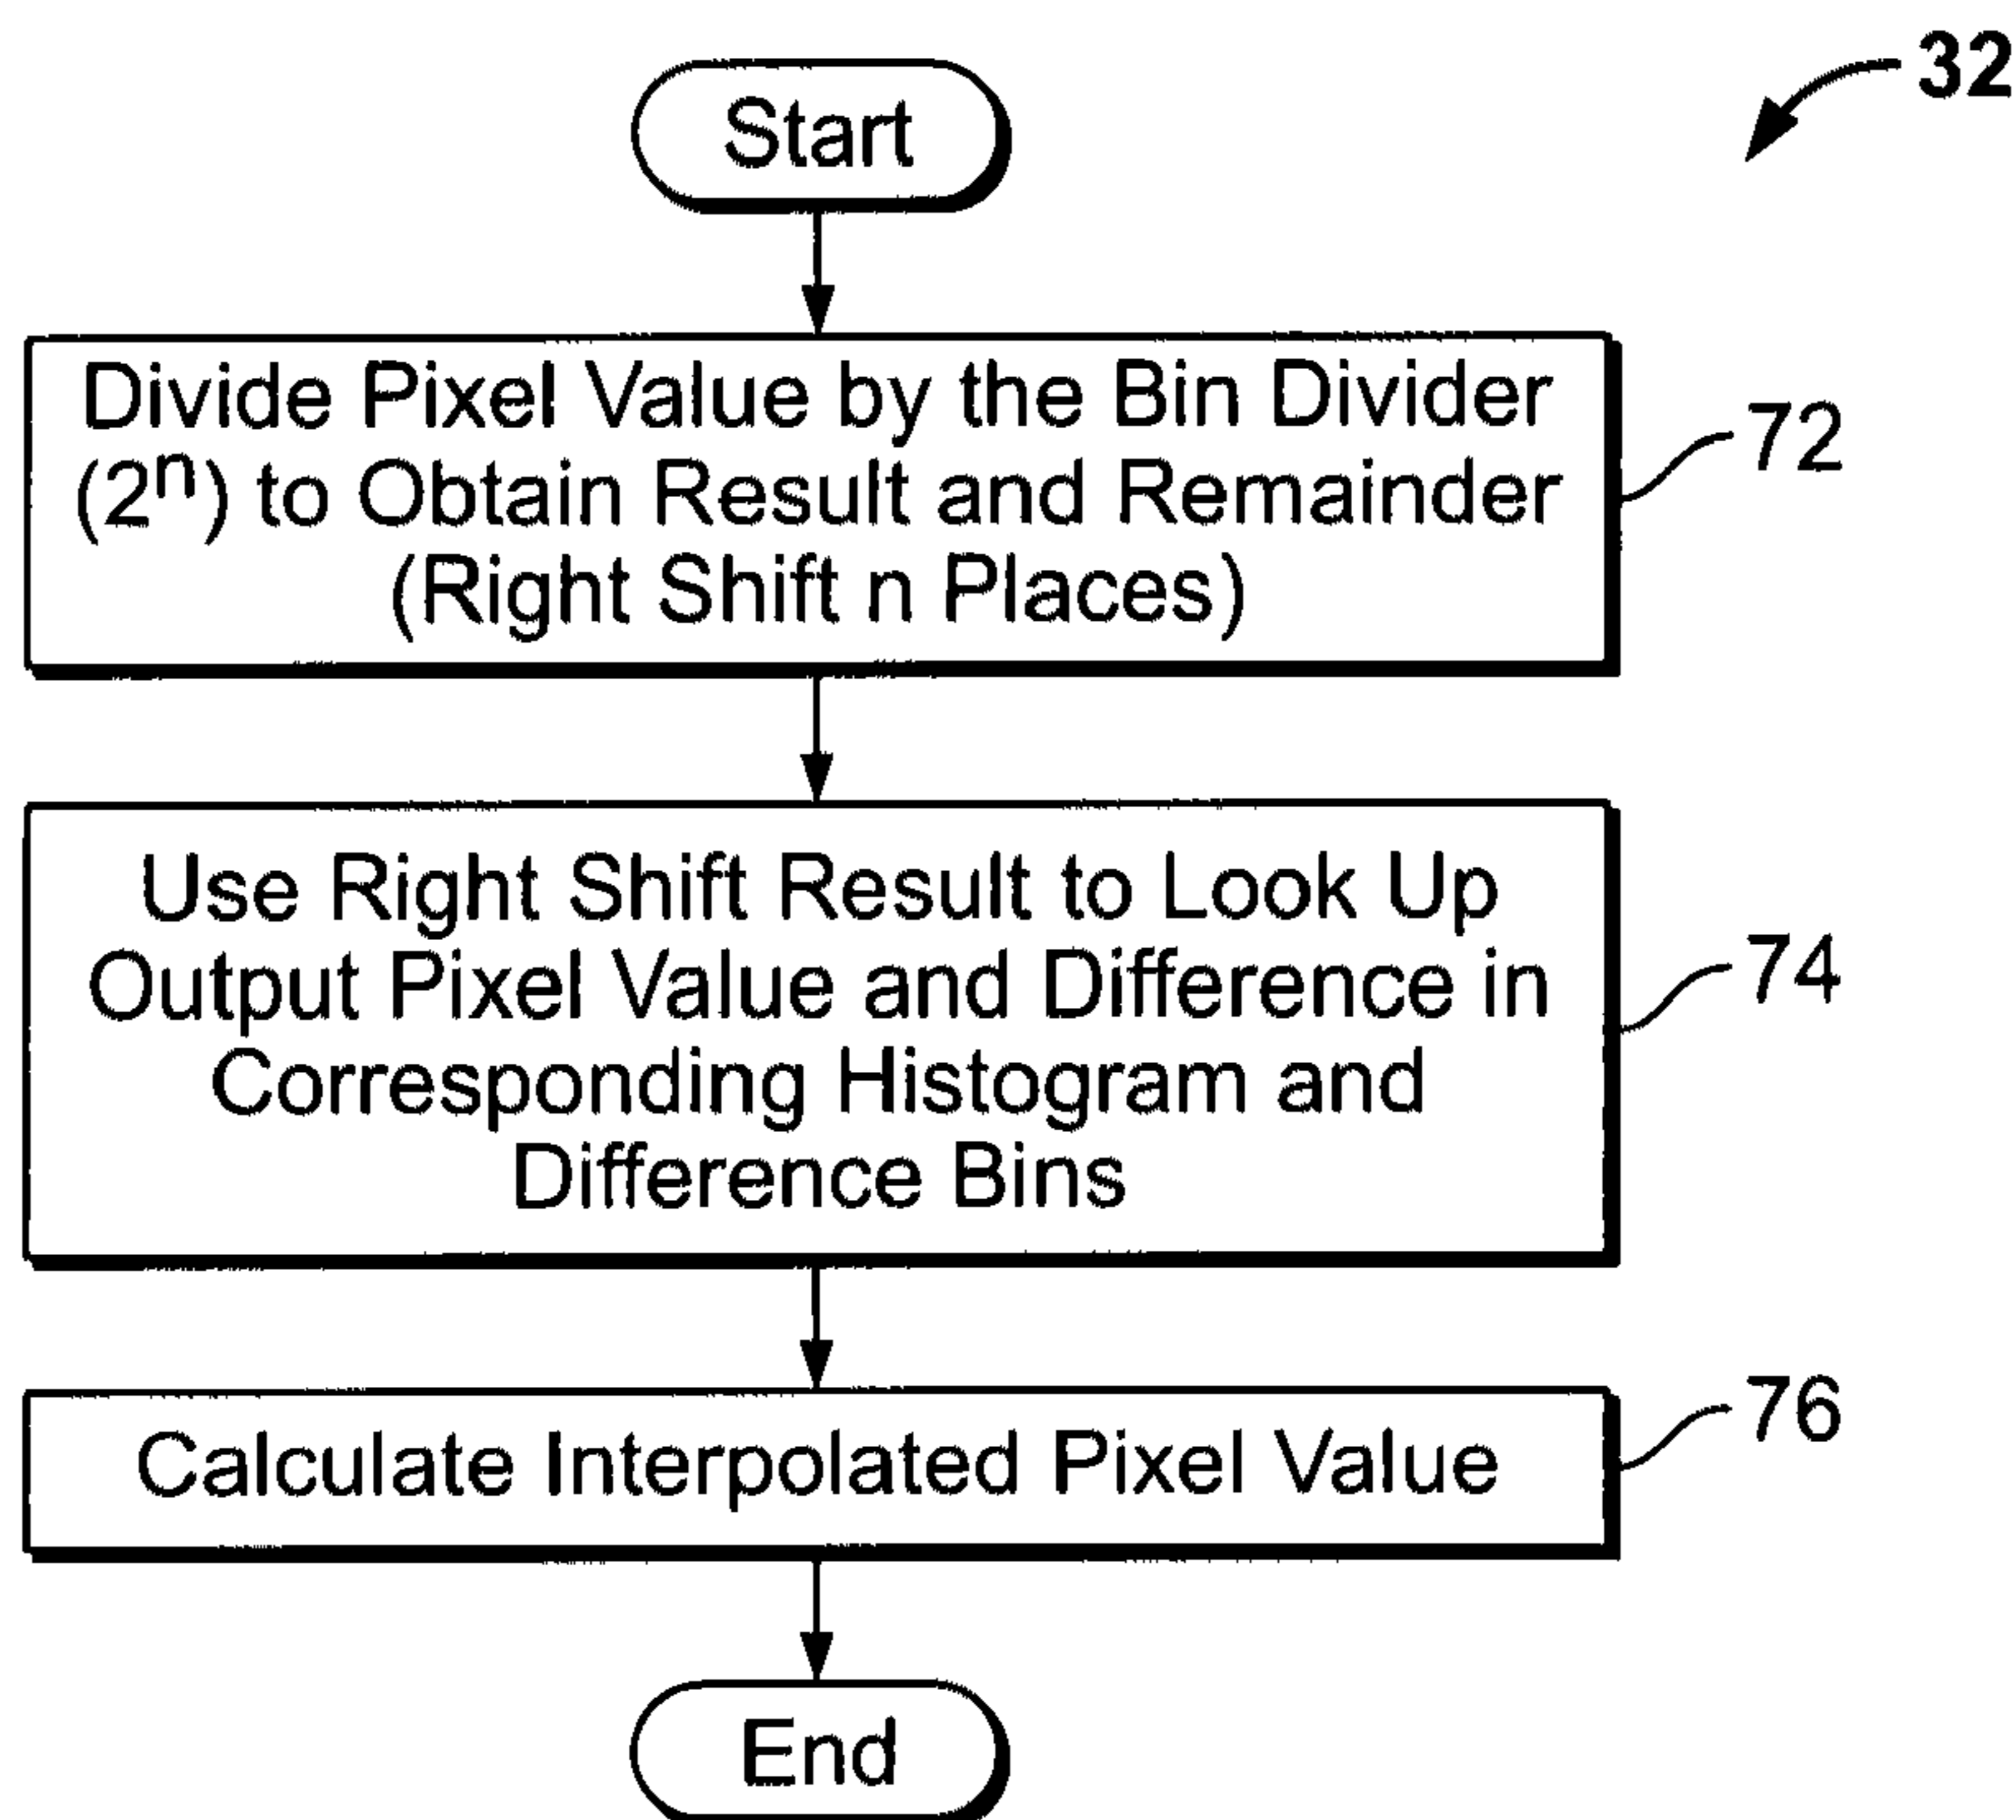 32
Start
Divide Pixel Value by the Bin Divider
(2ⁿ) to Obtain Result and Remainder
(Right Shift n Places)
72
Use Right Shift Result to Look Up
Output Pixel Value and Difference in
Corresponding Histogram and
Difference Bins
74
Calculate Interpolated Pixel Value
76
End